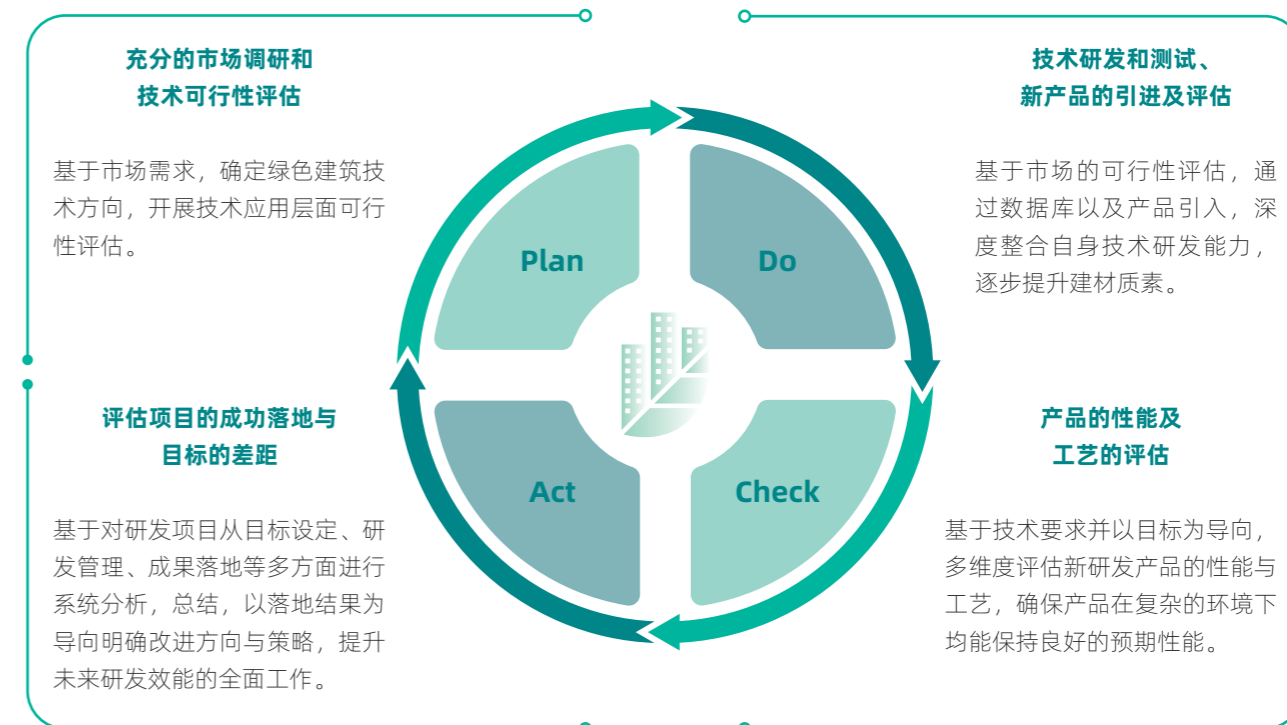 充分的市场调研和
技术可行性评估
基于市场需求，确定绿色建筑技
术方向，开展技术应用层面可行
性评估。
技术研发和测试、
新产品的引进及评估
基于市场的可行性评估，通
过数据库以及产品引入，深
度整合自身技术研发能力，
逐步提升建材质素。
Plan
Do
Act
Check
评估项目的成功落地与
目标的差距
基于对研发项目从目标设定、研
发管理、成果落地等多方面进行
系统分析，总结，以落地结果为
导向明确改进方向与策略，提升
未来研发效能的全面工作。
产品的性能及
工艺的评估
基于技术要求并以目标为导向，
多维度评估新研发产品的性能与
工艺，确保产品在复杂的环境下
均能保持良好的预期性能。